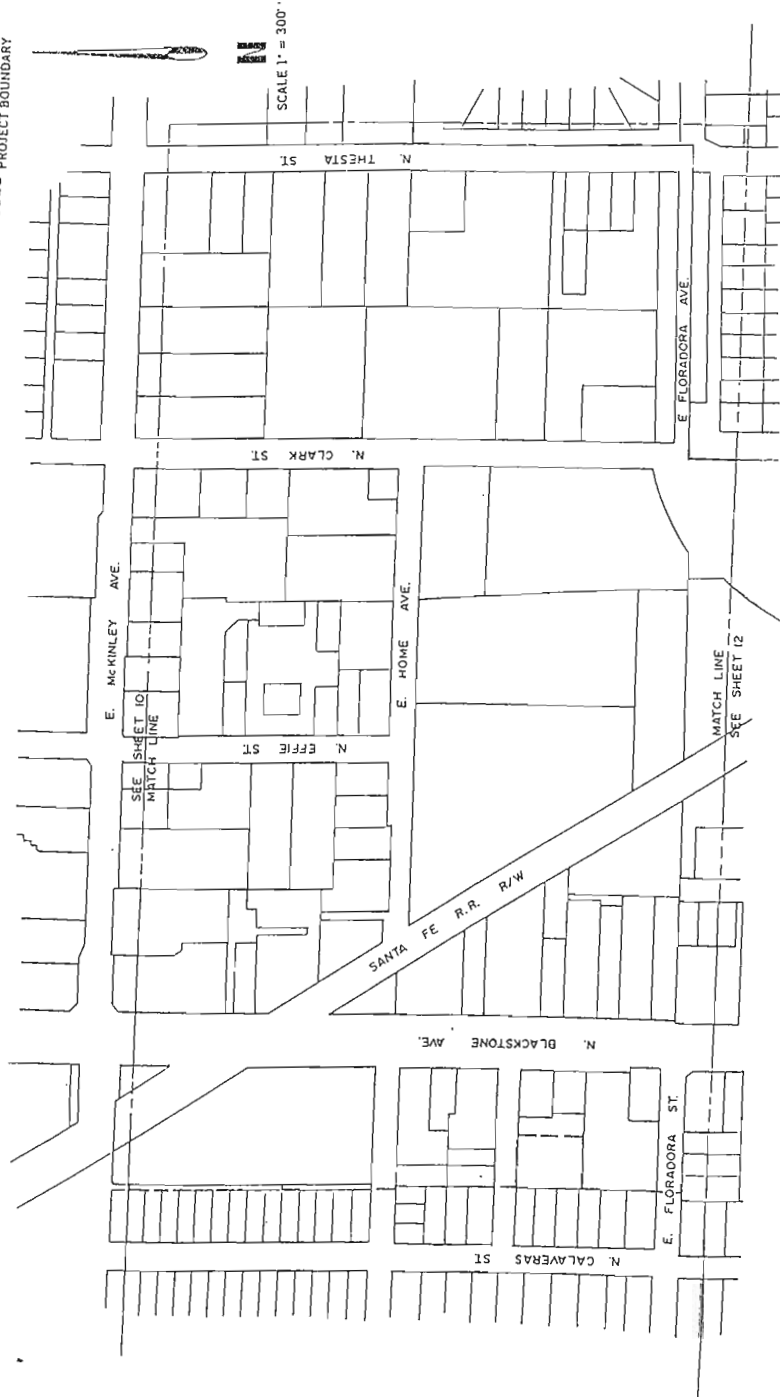 PROJECT BOUNDARY
N
SCALE 1" = 300'
N. THESTA ST.
E FLORADORA AVE.
N. CLARK ST.
E. McKINLEY AVE.
E. HOME AVE.
SEE SHEET 10
MATCH LINE
N. EFFIE ST.
MATCH LINE
SEE SHEET 12
SANTA FE R.R. R/W
N. BLACKSTONE AVE.
E. FLORADORA ST.
N. CALAVERAS ST.